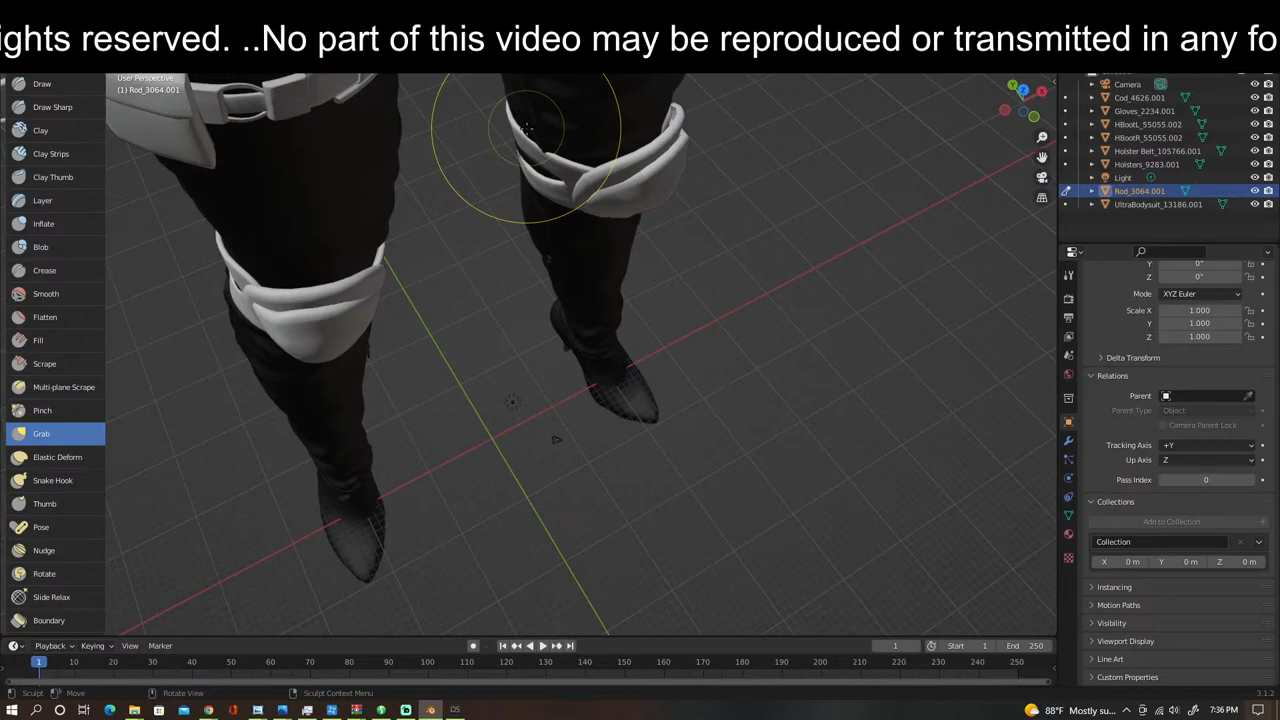 ights reserved. ..No part of this video may be reproduced or transmitted in any fo
Draw
Draw Sharp
Clay
Clay Strips
Clay Thumb
Layer
Inflate
Blob
Crease
Smooth
Flatten
Fill
Scrape
Multi-plane Scrape
Pinch
Grab
Elastic Deform
Snake Hook
Thumb
Pose
Nudge
Rotate
Slide Relax
Boundary
User Perspective
(1) Rod_3064.001
Z
X
Y
Camera
Cod_4626.001
Gloves_2234.001
HBootL_55055.002
HBootR_55055.002
Holster Belt_105766.001
Holsters_9283.001
Light
Rod_3064.001
UltraBodysuit_13186.001
Y 0°
Z 0°
Mode XYZ Euler
Scale X 1.000
Y 1.000
Z 1.000
Delta Transform
Relations
Parent
Parent Type Object
Camera Parent Lock
Tracking Axis +Y
Up Axis Z
Pass Index 0
Collections
Add to Collection
Collection
X 0 m Y 0 m Z 0 m
Instancing
Motion Paths
Visibility
Viewport Display
Line Art
Custom Properties
Playback Keying View Marker
1 Start 1 End 250
1 10 20 30 40 50 60 70 80 90 100 110 120 130 140 150 160 170 180 190 200 210 220 230 240 250
Sculpt Move Rotate View Sculpt Context Menu 3.1.2
DS 88°F Mostly su... 7:36 PM